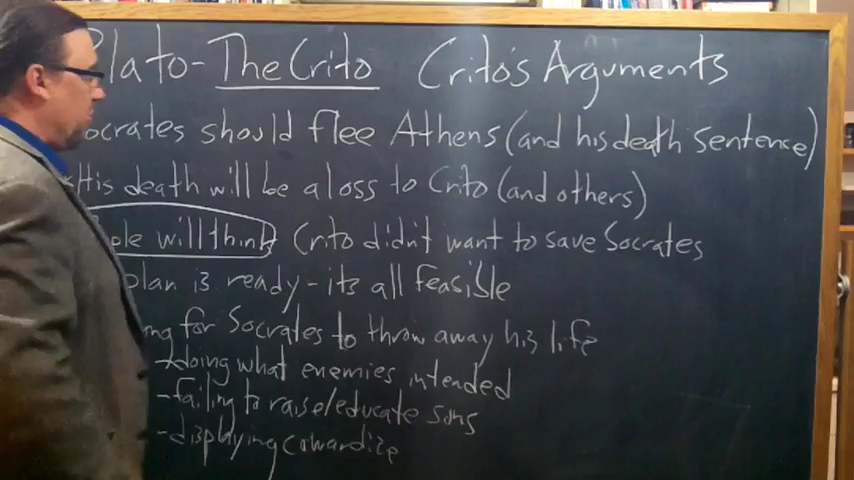 Plato-The Crito Crito's Arguments
Socrates should flee Athens (and his death sentence)
*His death will be a loss to Crito (and others)
ple will think Crito didn't want to save Socrates
plan is ready-its all feasible
ng for Socrates to throw away his life
-doing what enemies intended
-failing to raise/educate sons
-displaying cowardice